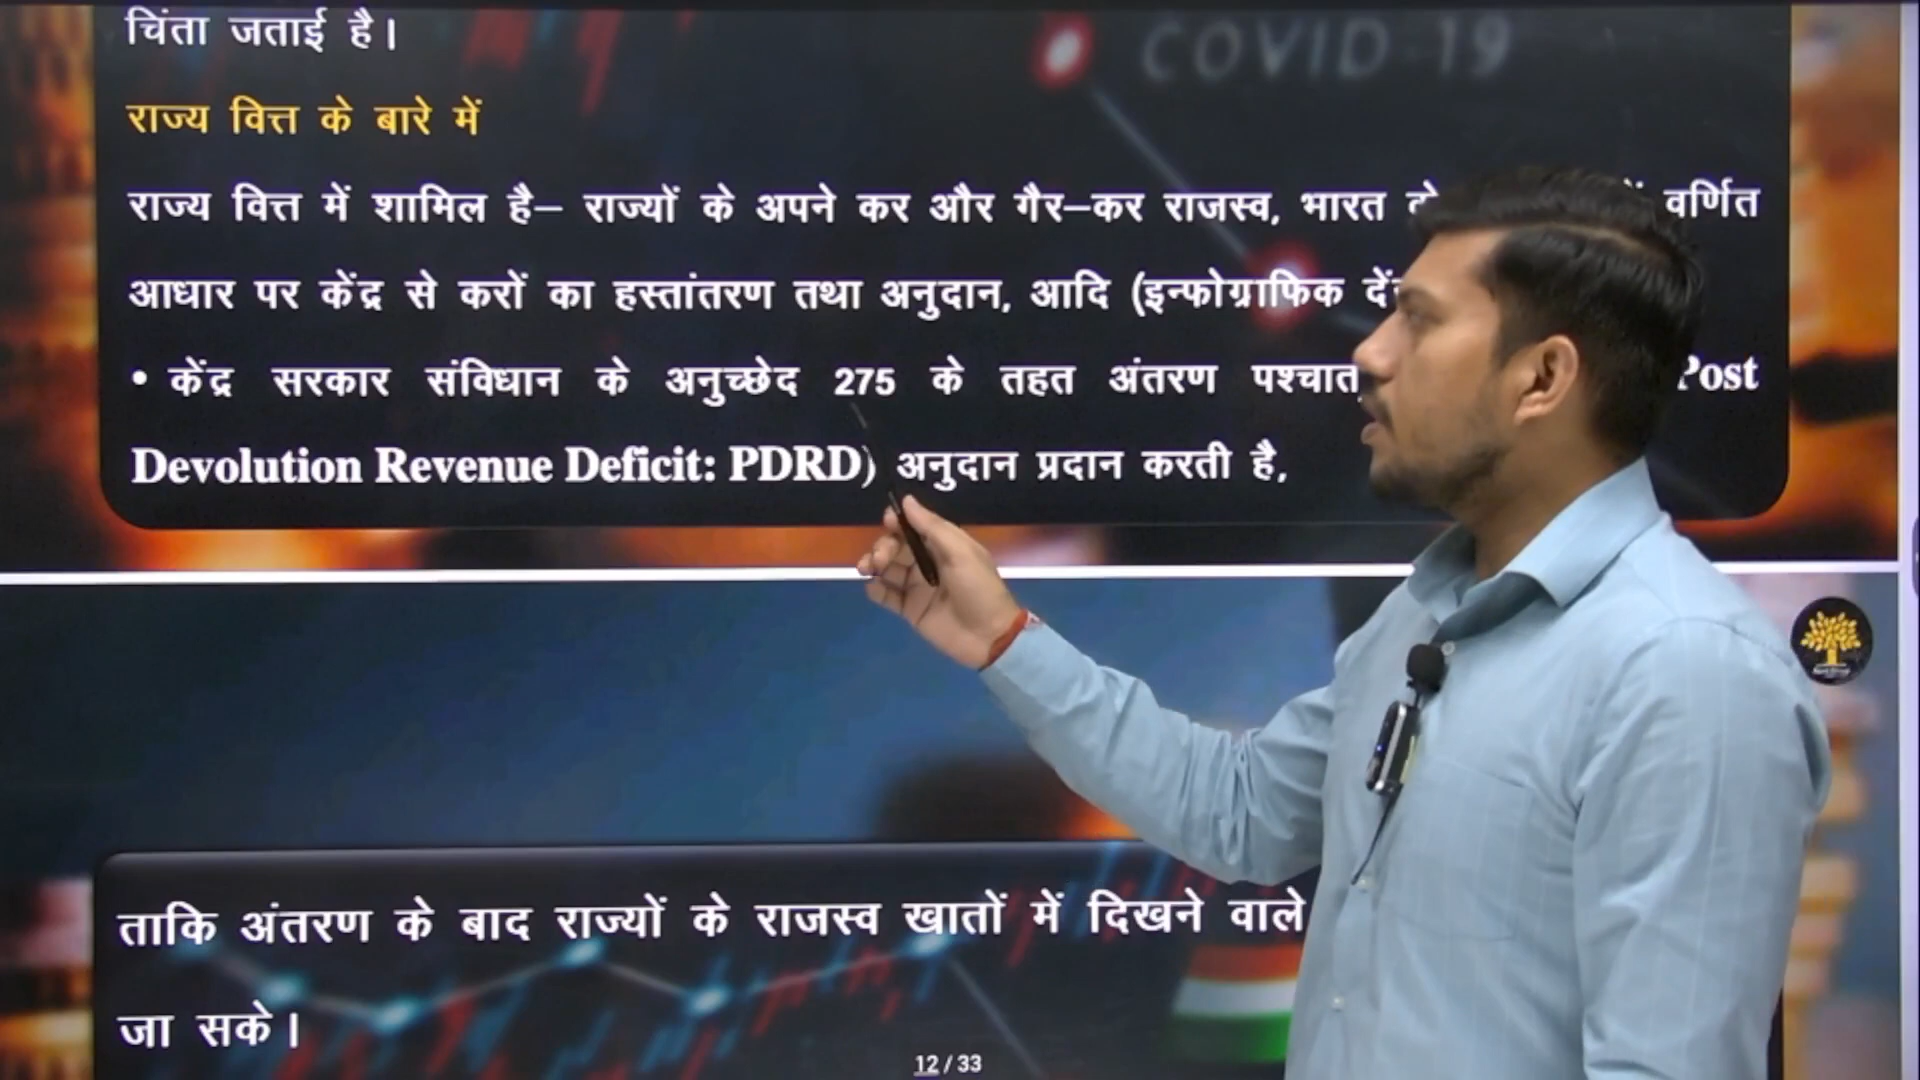 चिंता जताई है।
COVID-19
राज्य वित्त के बारे में
राज्य वित्त में शामिल है– राज्यों के अपने कर और गैर–कर राजस्व, भारत वर्णित
आधार पर केंद्र से करों का हस्तांतरण तथा अनुदान, आदि (इन्फोग्राफिक
• केंद्र सरकार संविधान के अनुच्छेद 275 के तहत अंतरण पश्चात Post
Devolution Revenue Deficit: PDRD) अनुदान प्रदान करती है,
ताकि अंतरण के बाद राज्यों के राजस्व खातों में दिखने वाले
जा सके।
12 / 33